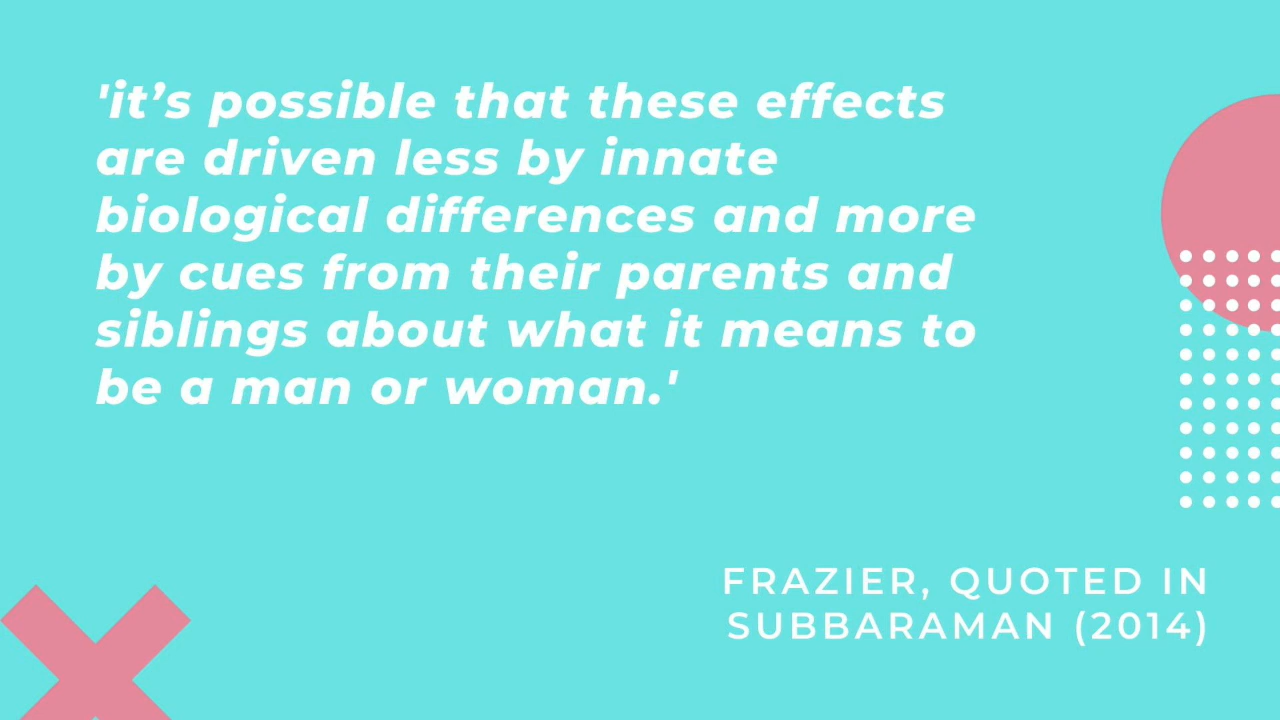 'it’s possible that these effects
are driven less by innate
biological differences and more
by cues from their parents and
siblings about what it means to
be a man or woman.'
FRAZIER, QUOTED IN
SUBBARAMAN (2014)